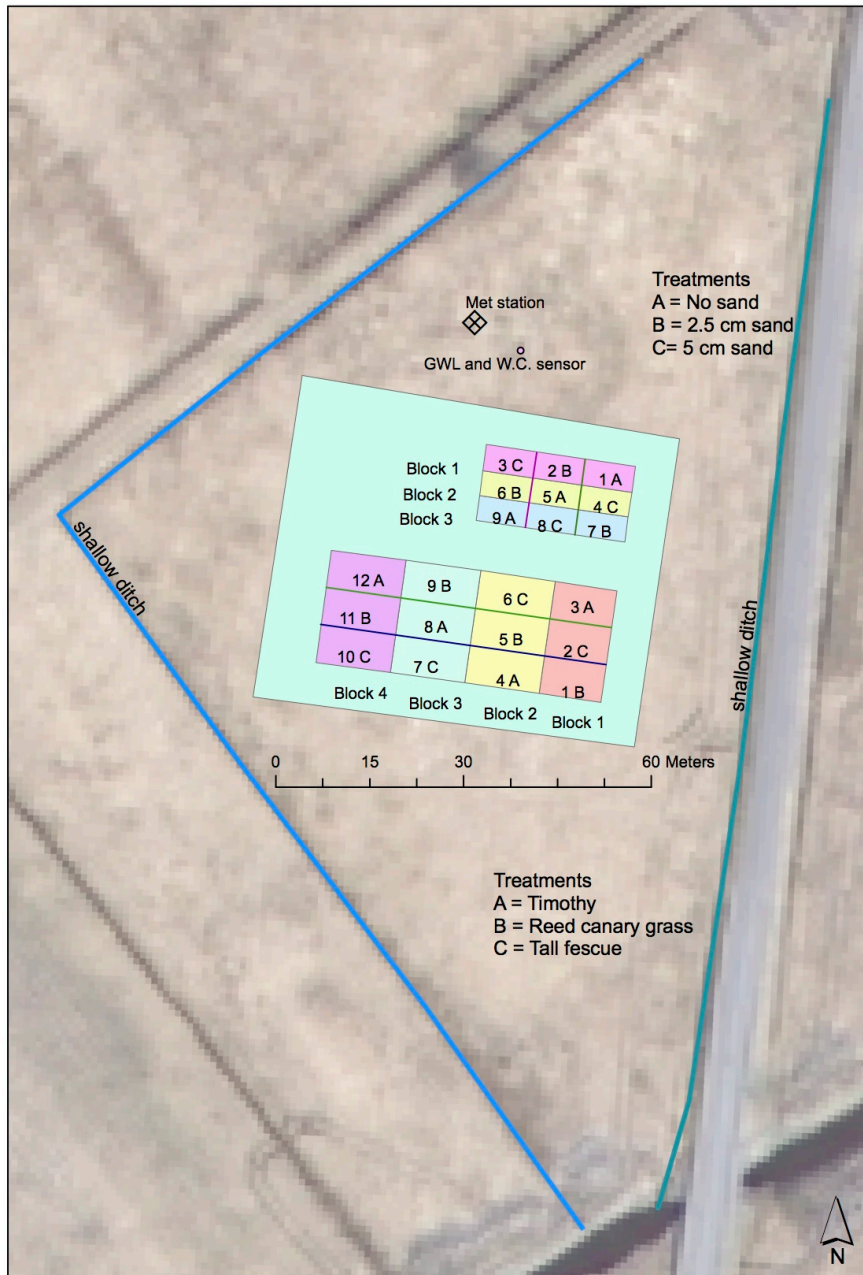 Treatments
A = No sand
B = 2.5 cm sand
C= 5 cm sand
Met station
GWL and W.C. sensor
Block 1
3 C
2 B
1 A
Block 2
6 B
5 A
4 C
Block 3
9 A
8 C
7 B
12 A
9 B
6 C
3 A
11 B
8 A
5 B
2 C
10 C
7 C
4 A
1 B
Block 4
Block 3
Block 2
Block 1
shallow ditch
shallow ditch
0
15
30
60 Meters
Treatments
A = Timothy
B = Reed canary grass
C = Tall fescue
N